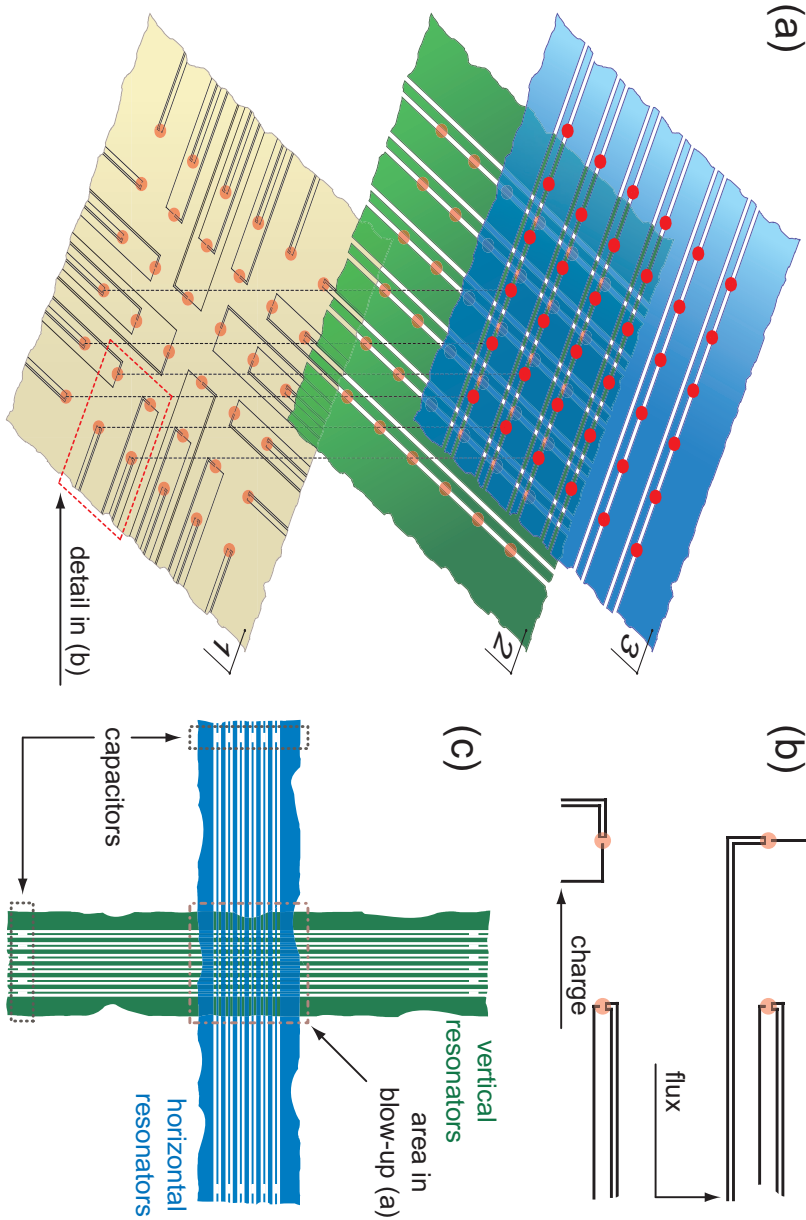 (a)
3
2
1
detail in (b)
(b)
charge
flux
(c)
capacitors
vertical
resonators
area in
blow-up (a)
horizontal
resonators